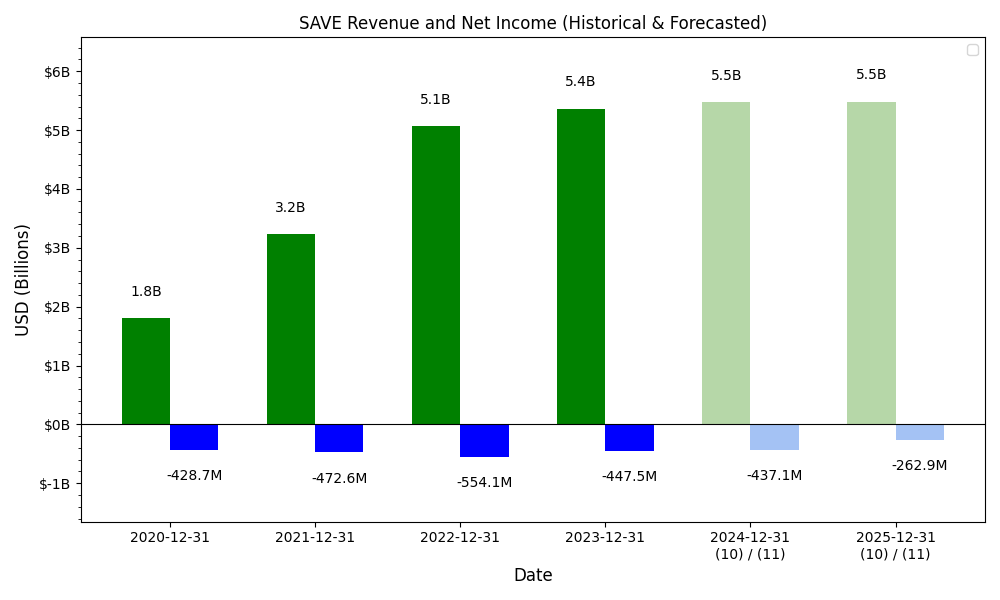 SAVE Revenue and Net Income (Historical & Forecasted)
USD (Billions)
$6B
$5B
$4B
$3B
$2B
$1B
$0B
$-1B
1.8B
3.2B
5.1B
5.4B
5.5B
5.5B
-428.7M
-472.6M
-554.1M
-447.5M
-437.1M
-262.9M
2020-12-31
2021-12-31
2022-12-31
2023-12-31
2024-12-31
(10) / (11)
2025-12-31
(10) / (11)
Date